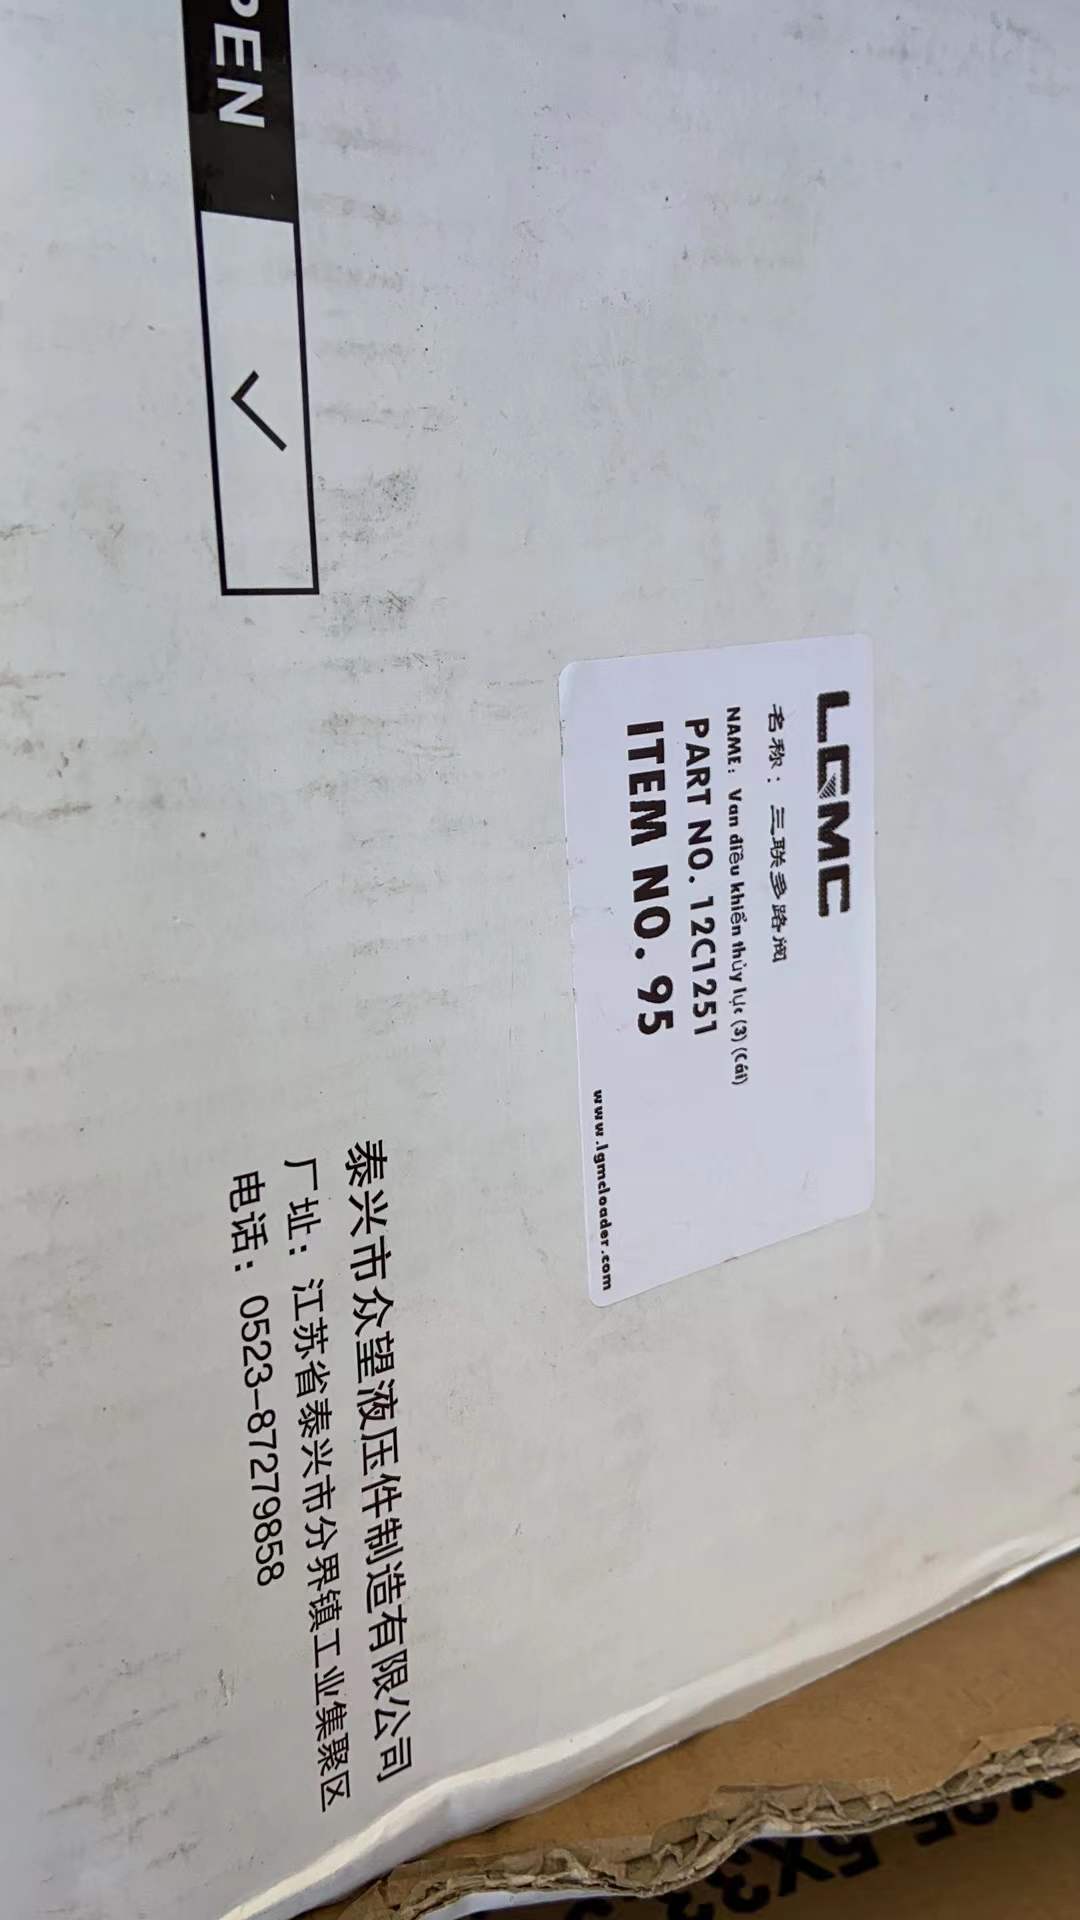 PEN
LGMC
名称：三联多路阀
NAME: Van điều khiển thủy lực (3) (Cái)
PART NO. 12C1251
ITEM NO. 95
www.lgmcloader.com
泰兴市众望液压件制造有限公司
厂址：江苏省泰兴市分界镇工业集聚区
电话：0523-87279858